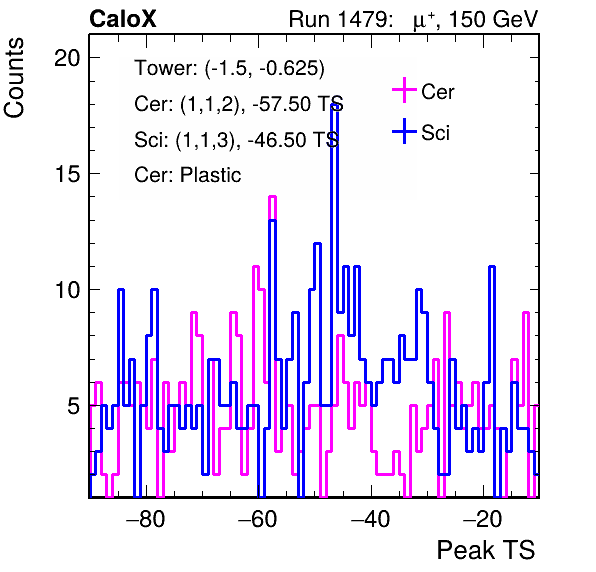 CaloX Run 1479: μ⁺, 150 GeV
Counts
20
15
10
5
Tower: (-1.5, -0.625)
Cer: (1,1,2), -57.50 TS
Sci: (1,1,3), -46.50 TS
Cer: Plastic
Cer
Sci
−80 −60 −40 −20
Peak TS